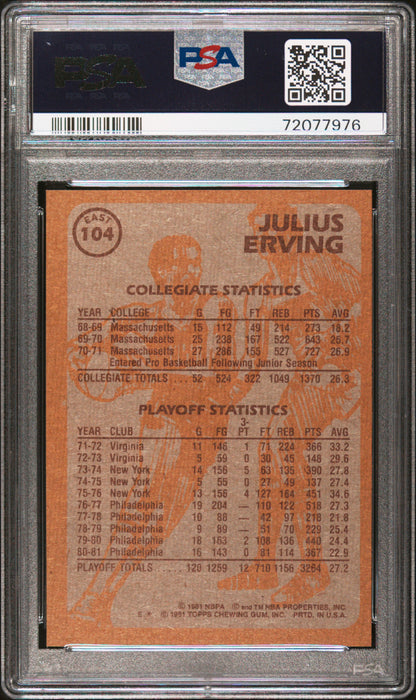 PSA
PSA
72077976
EAST
104
JULIUS
ERVING
COLLEGIATE STATISTICS
YEAR COLLEGE G FG FT REB PTS AVG
68-69 Massachusetts 15 112 49 214 273 18.2
69-70 Massachusetts 25 238 167 522 643 25.7
70-71 Massachusetts 27 286 155 527 727 26.9
Entered Pro Basketball Following Junior Season
COLLEGIATE TOTALS .... 52 524 322 1049 1370 26.3
PLAYOFF STATISTICS
3-
YEAR CLUB G FG PT FT REB PTS AVG
71-72 Virginia 11 146 1 71 224 366 33.2
72-73 Virginia 5 59 0 30 45 148 29.6
73-74 New York 14 156 5 63 135 390 27.8
74-75 New York 5 55 0 27 49 137 27.4
75-76 New York 13 156 4 127 164 451 34.6
76-77 Philadelphia 19 204 — 110 122 518 27.3
77-78 Philadelphia 10 88 — 42 97 218 21.8
78-79 Philadelphia 9 89 — 51 70 229 25.4
79-80 Philadelphia 18 183 2 108 136 440 24.4
80-81 Philadelphia 16 143 0 81 114 367 22.9
PLAYOFF TOTALS .... 120 1259 12 710 1156 3264 27.2
© 1981 NBPA © and TM NBA PROPERTIES, INC
E * © 1981 TOPPS CHEWING GUM, INC. PRTD. IN U.S.A.